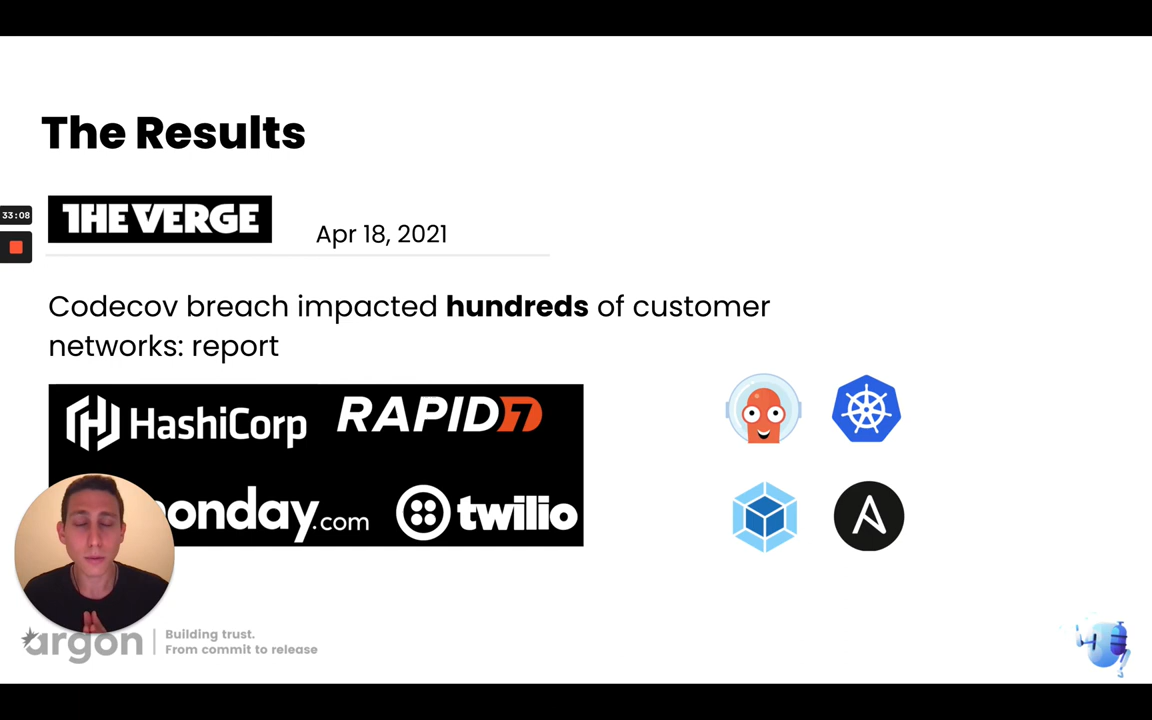 The Results
33:08
THE VERGE
Apr 18, 2021
Codecov breach impacted hundreds of customer
networks: report
HashiCorp
RAPID7
onday.com
twilio
argon
Building trust.
From commit to release